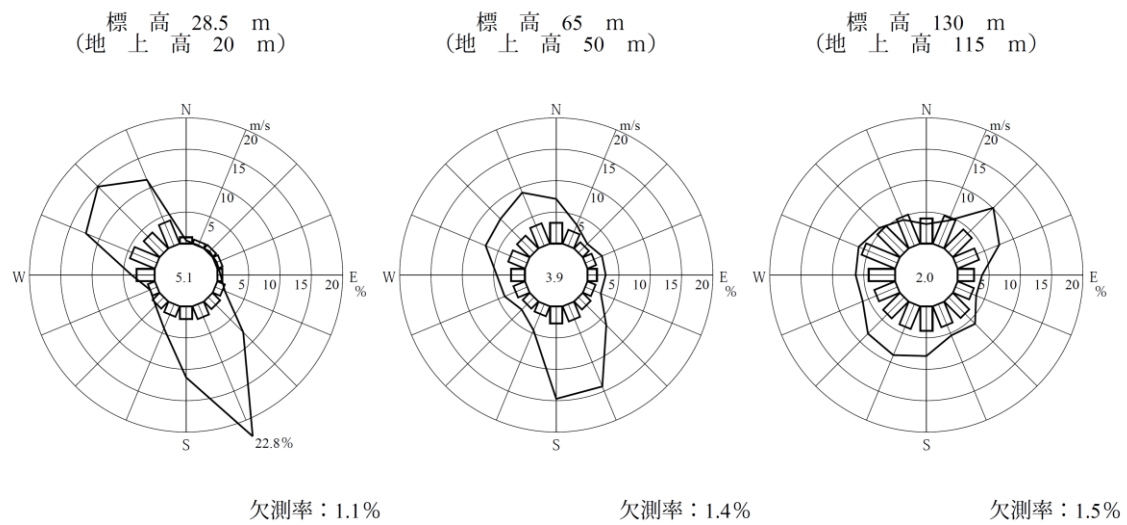 標 高 28.5 m
(地 上 高 20 m)
標 高 65 m
(地 上 高 50 m)
標 高 130 m
(地 上 高 115 m)
N
m/s
20
15
10
5
W
5.1
5 10 15 20 E
%
S
22.8%
N
m/s
20
15
10
5
W
3.9
5 10 15 20 E
%
S
N
m/s
20
15
10
5
W
2.0
5 10 15 20 E
%
S
欠測率：1.1%
欠測率：1.4%
欠測率：1.5%